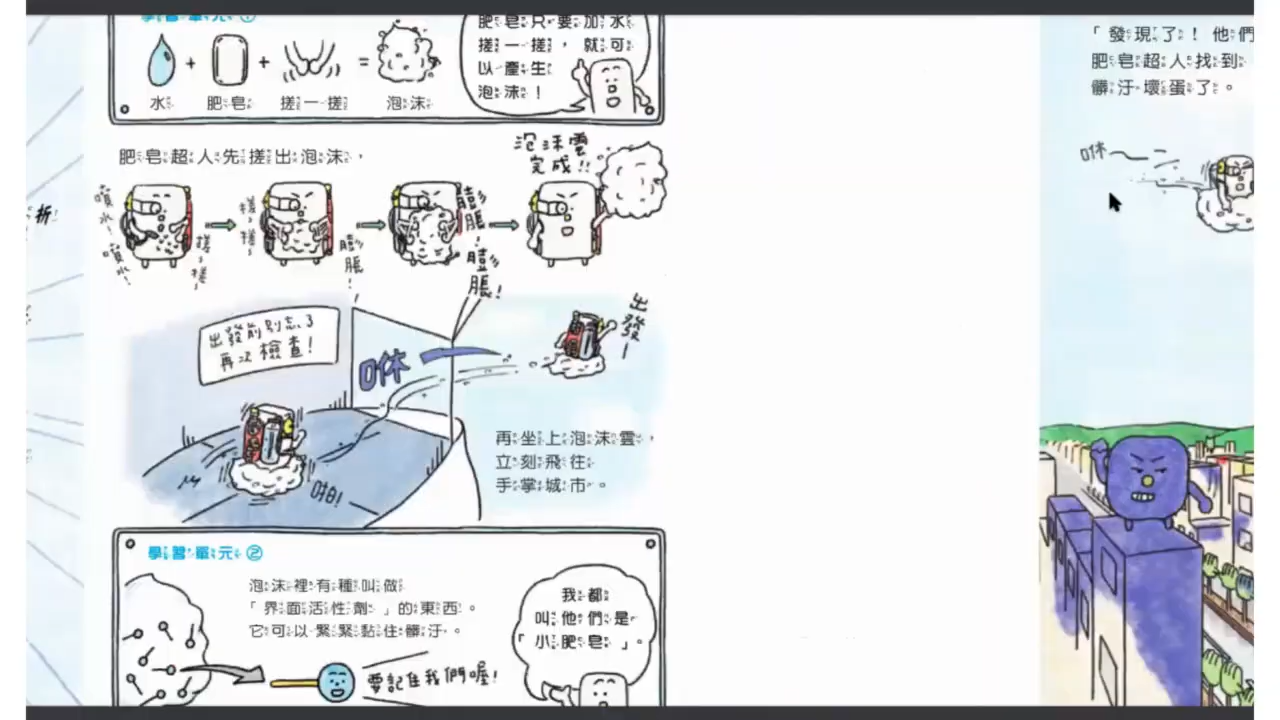 學習單元①
肥皂只要加水
搓一搓，就可
以產生
泡沫！
水 + 肥皂 + 搓一搓 = 泡沫
肥皂超人先搓出泡沫，
泡沫雲
完成!!
噴水!
噴水!
搓~搓~
搓~搓~
膨脹!
膨脹!
膨脹!
出發前別忘了
再次檢查!
咻
出發!
再坐上泡沫雲，
立刻飛往
手掌城市。
學習單元②
泡沫裡有種叫做
「界面活性劑」的東西。
它可以緊緊黏住髒汙。
要記住我們喔!
我都
叫他們是
「小肥皂」。
折!
「發現了！他們
肥皂超人找到
髒汙壞蛋了。
咻